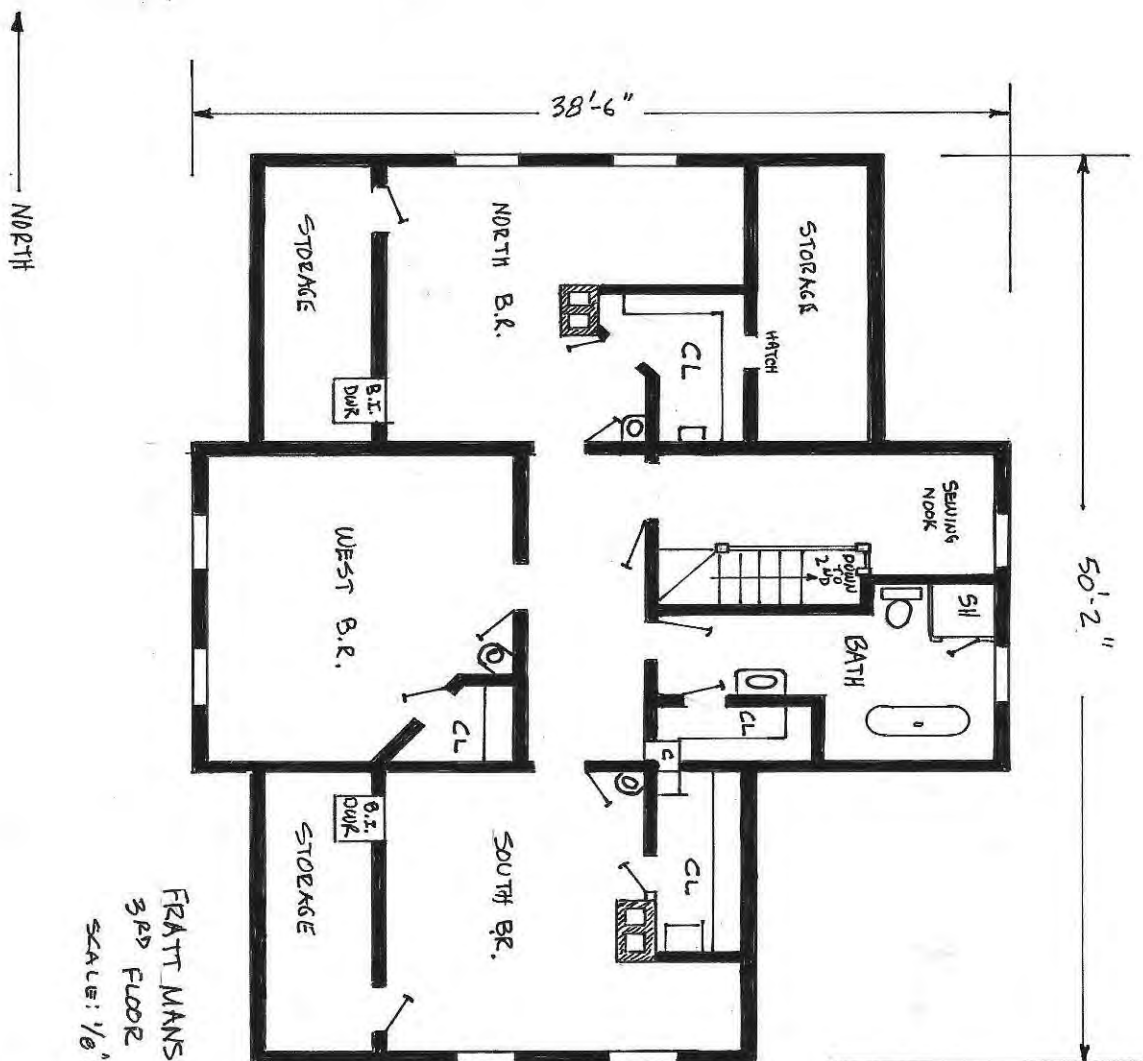 NORTH
38'-6"
50'-2"
STORAGE
NORTH B.R.
STORAGE
HATCH
CL
B.I.
DWR
SEWING
NOOK
DOWN
TO
2ND
SH
WEST B.R.
BATH
CL
CL
C
B.I.
DWR
STORAGE
SOUTH BR.
CL
FRATT MANS
3RD FLOOR
SCALE: 1/8"